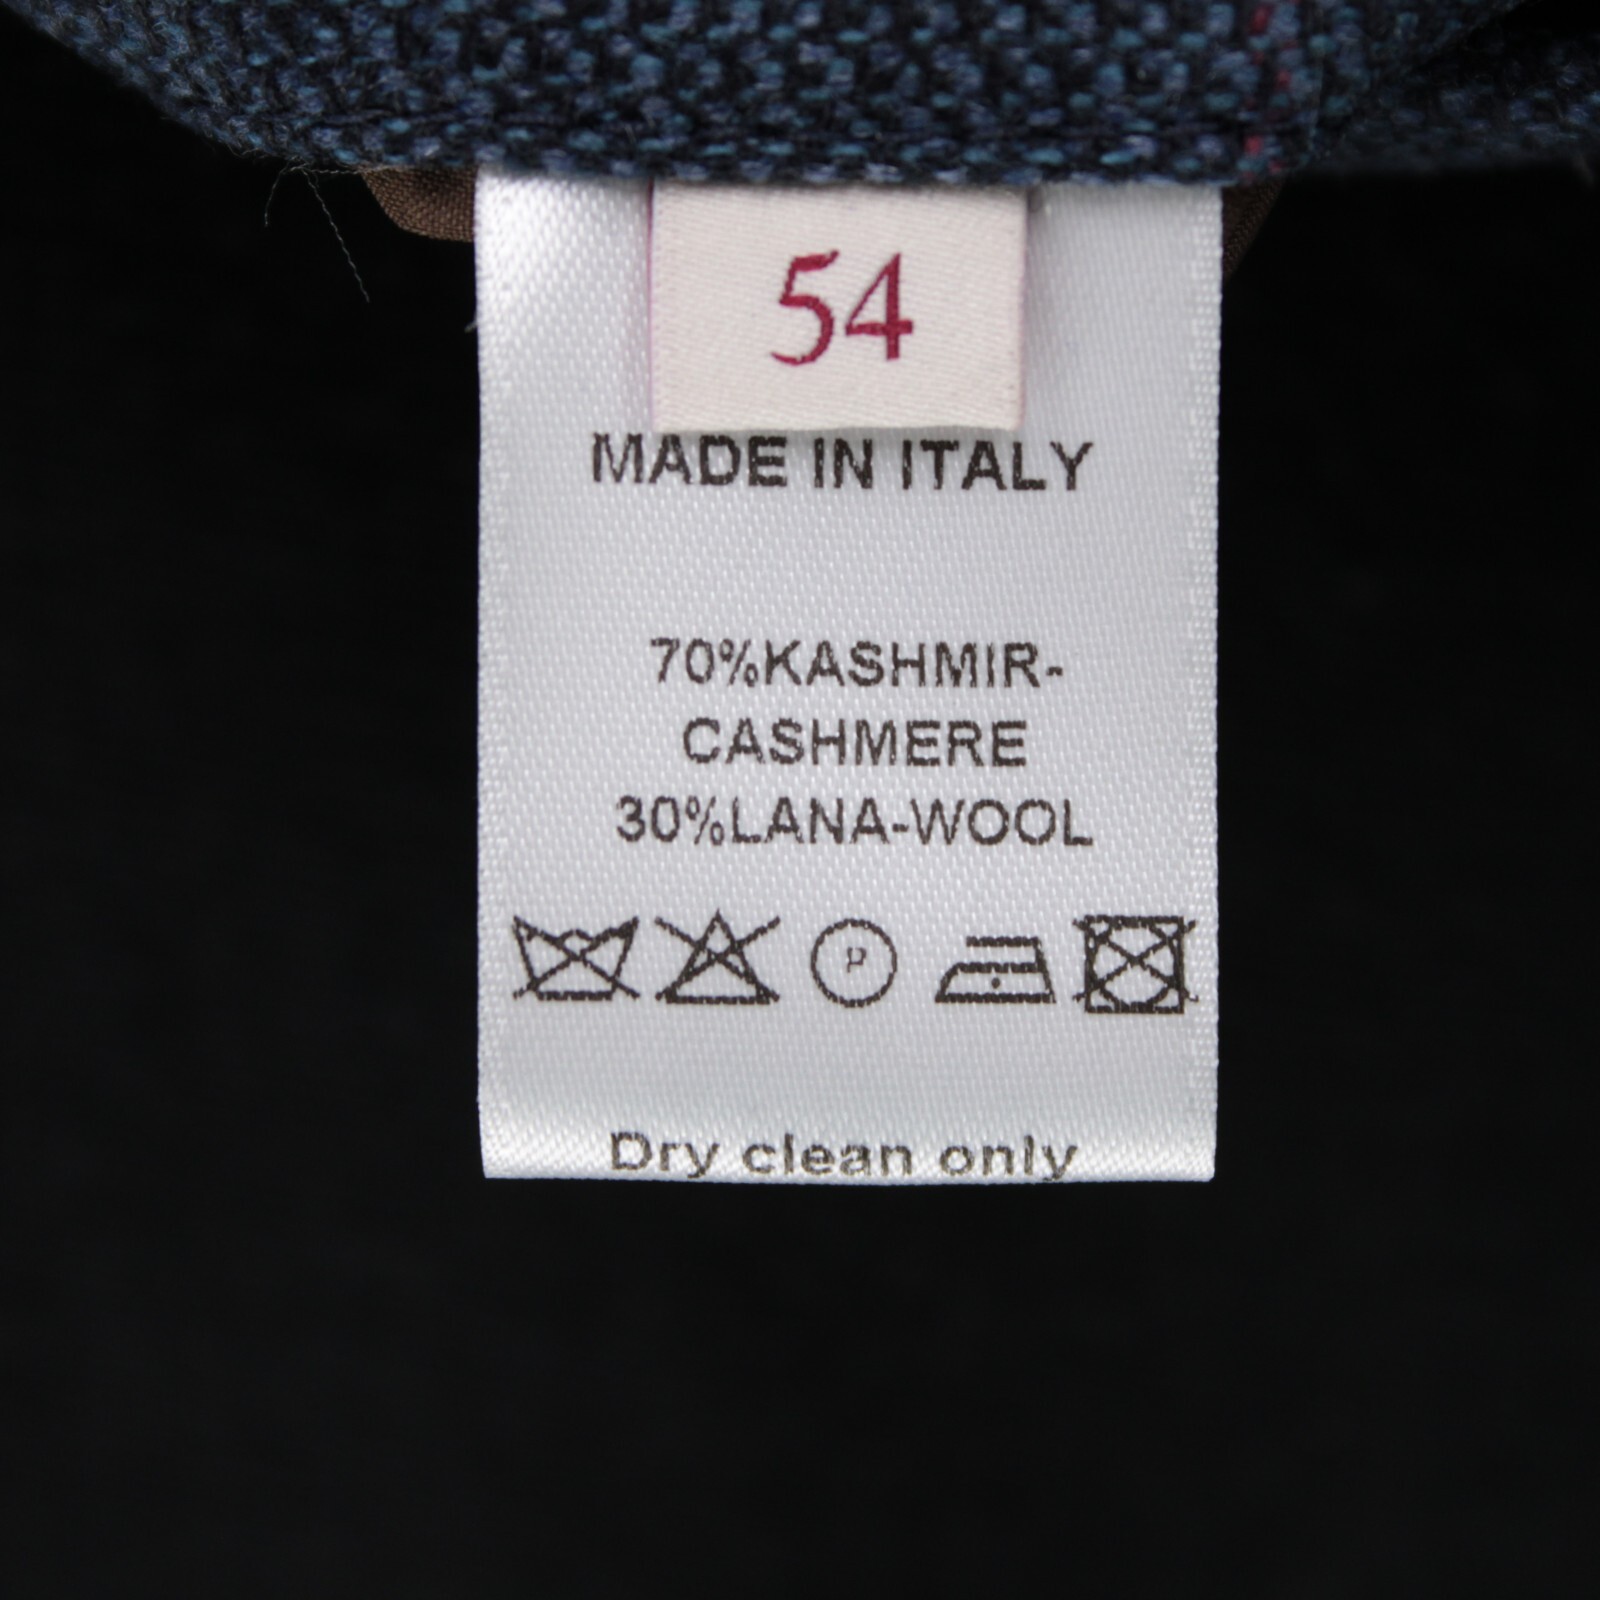 54
MADE IN ITALY
70%KASHMIR-
CASHMERE
30%LANA-WOOL
P
Dry clean only